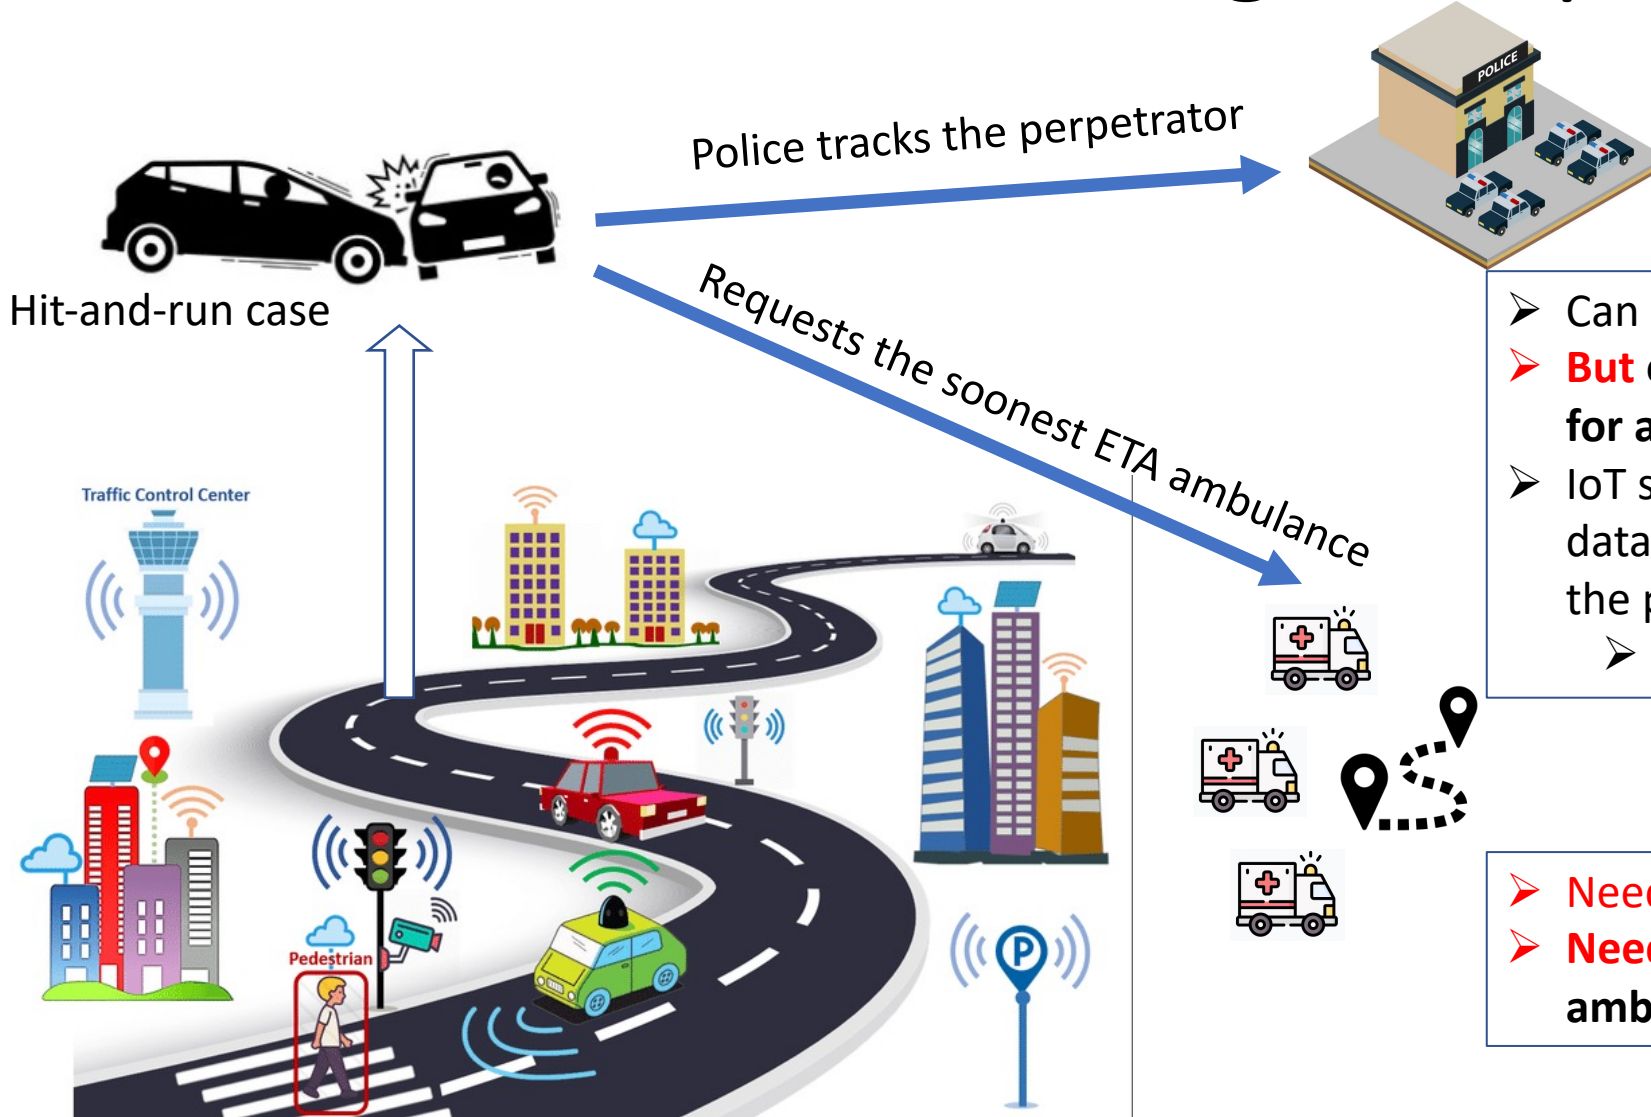 POLICE
Police tracks the perpetrator
Hit-and-run case
Requests the soonest ETA ambulance
➢ Can
➢ But
for a
➢ IoT s
data
the p
➢
Traffic Control Center
Pedestrian
P
➢ Need
➢ Need
amb